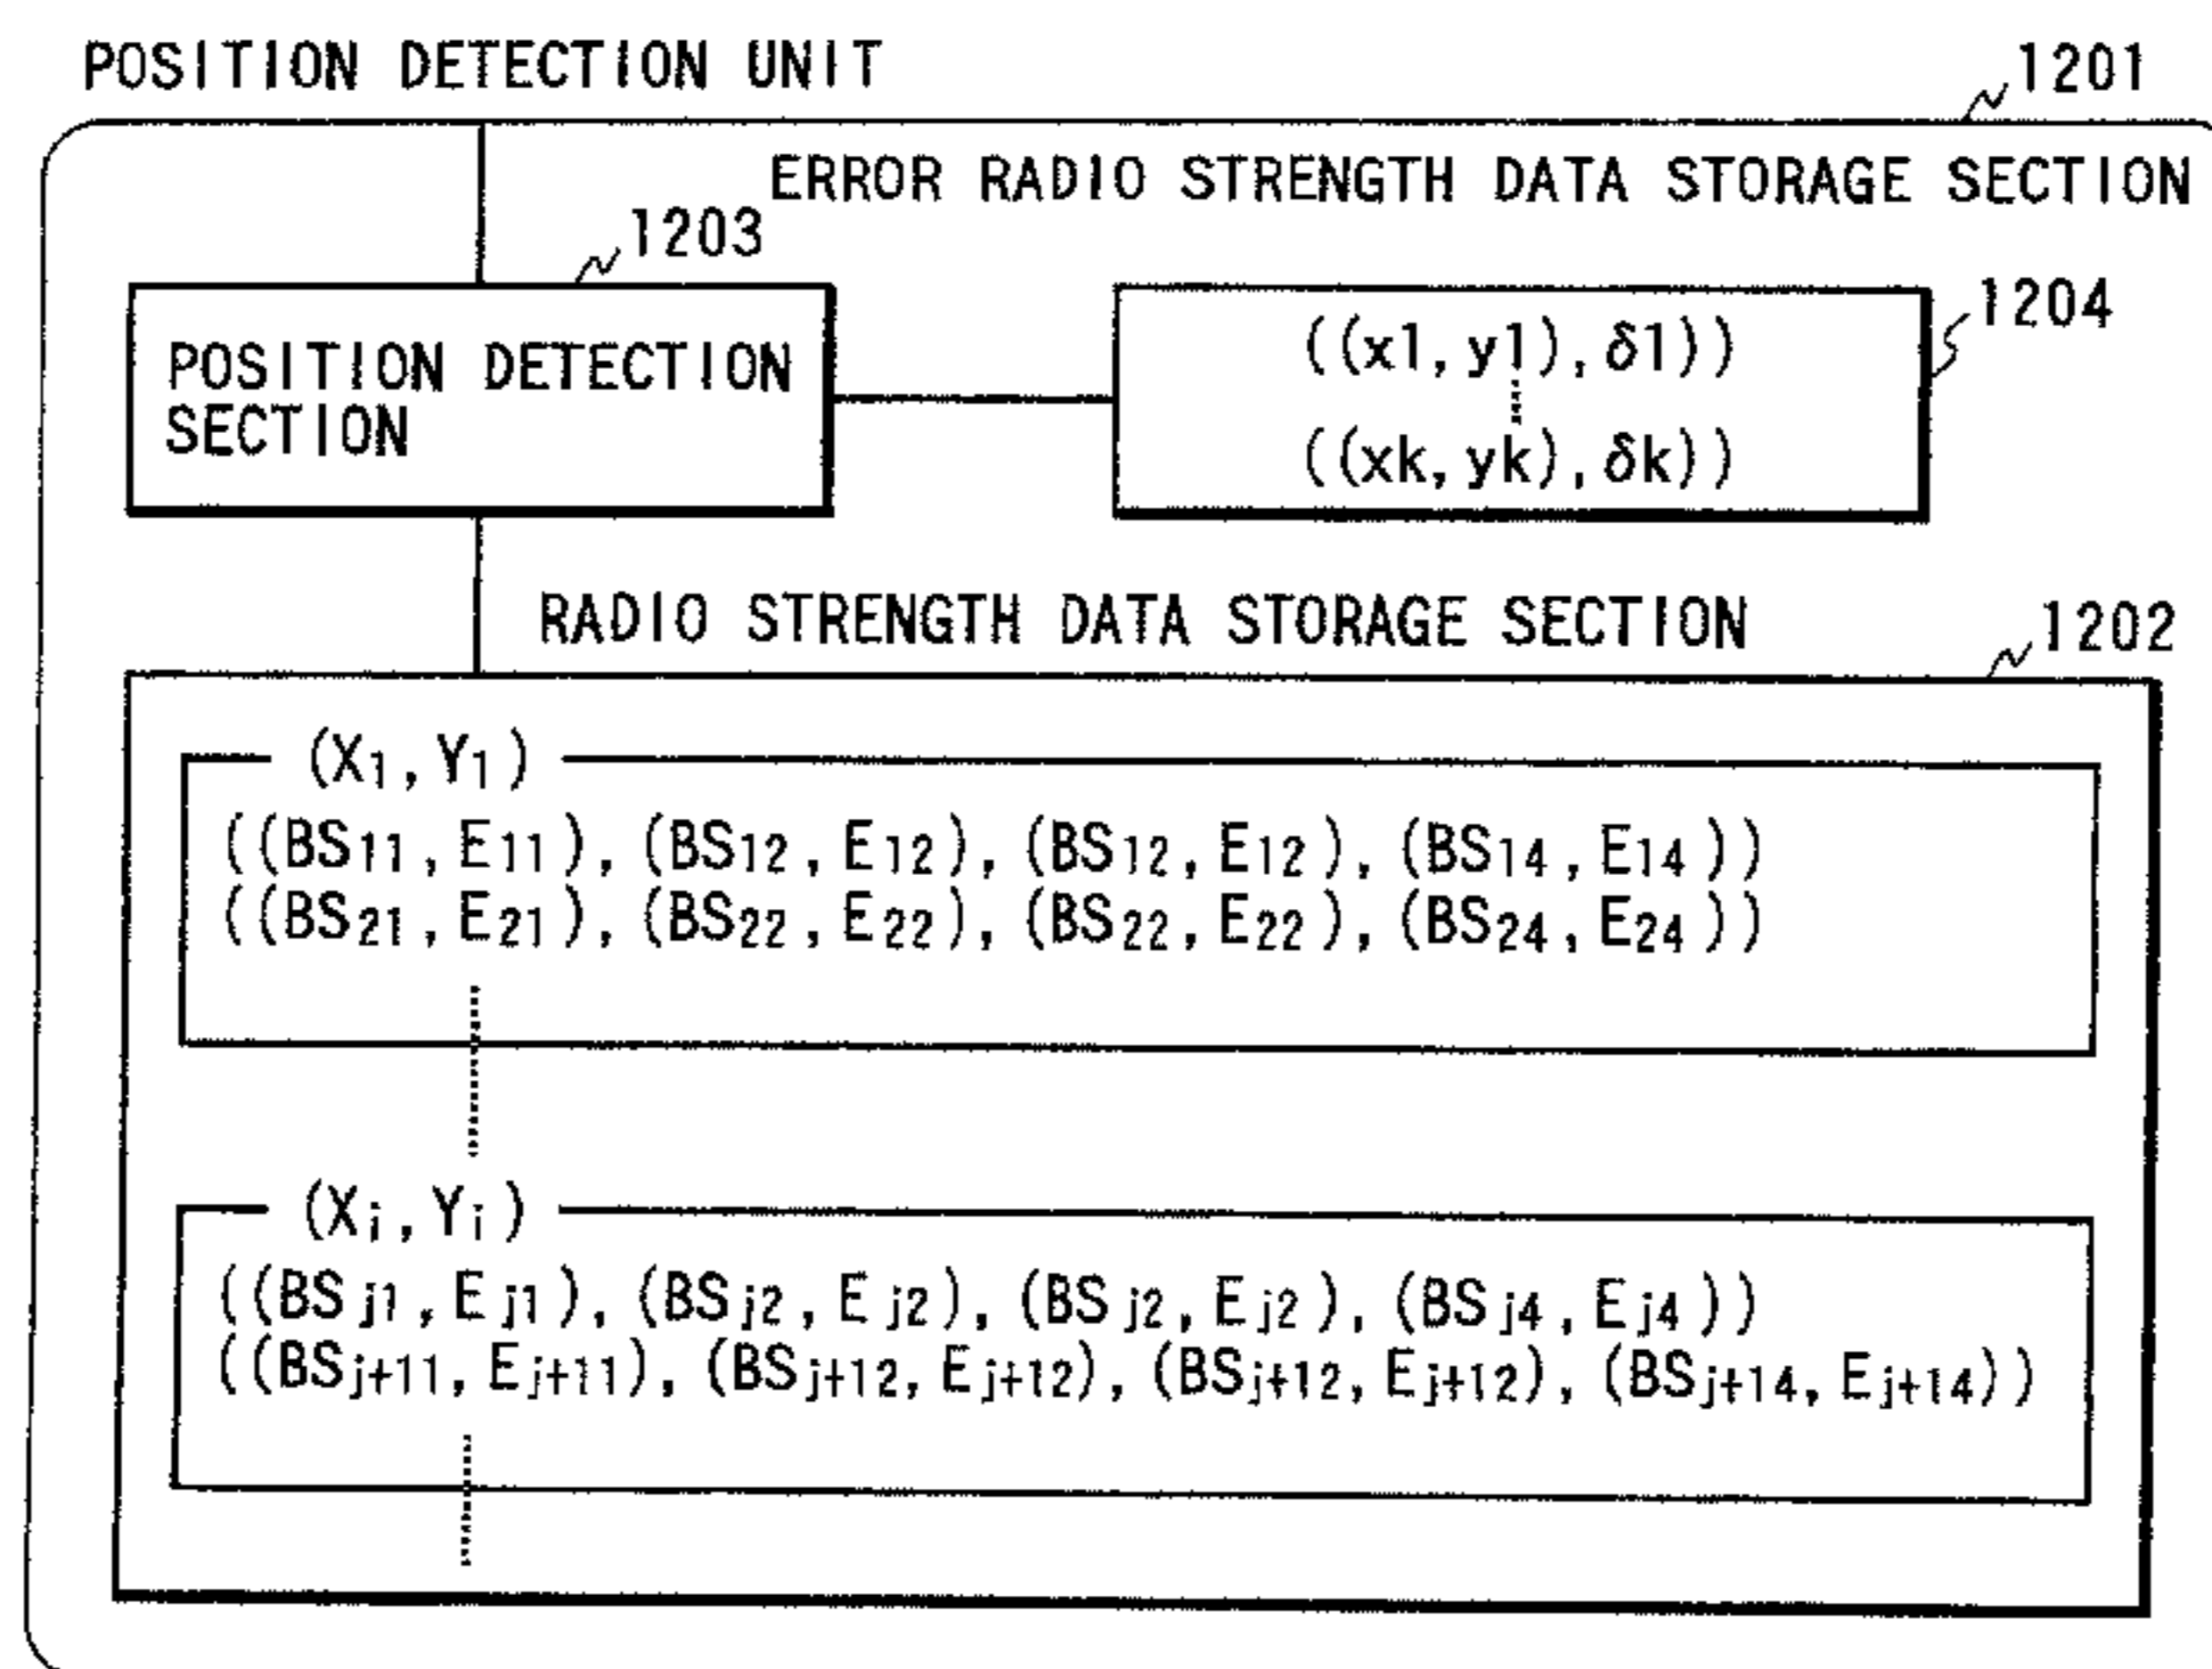 POSITION DETECTION UNIT
1201
ERROR RADIO STRENGTH DATA STORAGE SECTION
1203
POSITION DETECTION
SECTION
1204
((x1, y1), δ1))
((xk, yk), δk))
RADIO STRENGTH DATA STORAGE SECTION
1202
(X1, Y1)
((BS11, E11), (BS12, E12), (BS12, E12), (BS14, E14))
((BS21, E21), (BS22, E22), (BS22, E22), (BS24, E24))
(Xi, Yi)
((BSj1, Ej1), (BSj2, Ej2), (BSj2, Ej2), (BSj4, Ej4))
((BSj+11, Ej+11), (BSj+12, Ej+12), (BSj+12, Ej+12), (BSj+14, Ej+14))